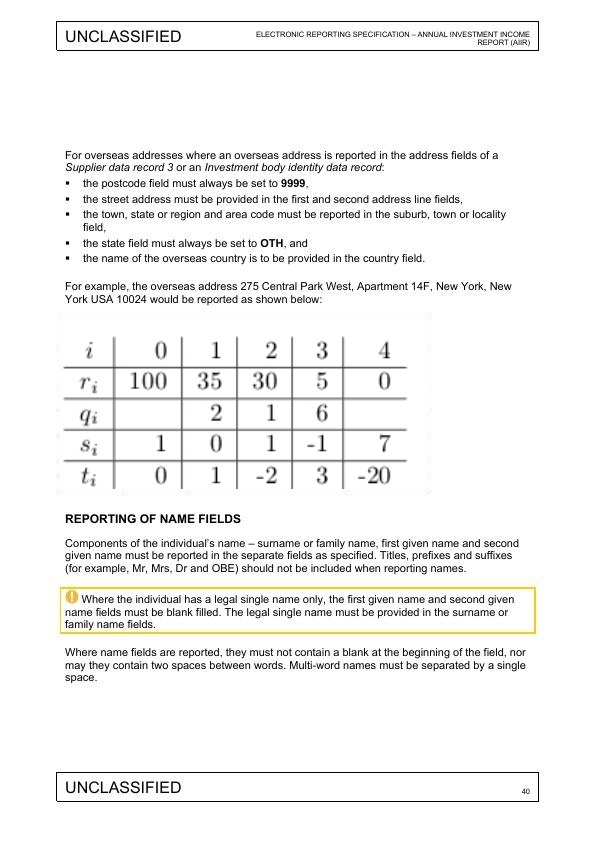 UNCLASSIFIED
ELECTRONIC REPORTING SPECIFICATION – ANNUAL INVESTMENT INCOME
REPORT (AIIR)
For overseas addresses where an overseas address is reported in the address fields of a
Supplier data record 3 or an Investment body identity data record:
▪ the postcode field must always be set to 9999,
▪ the street address must be provided in the first and second address line fields,
▪ the town, state or region and area code must be reported in the suburb, town or locality
field,
▪ the state field must always be set to OTH, and
▪ the name of the overseas country is to be provided in the country field.
For example, the overseas address 275 Central Park West, Apartment 14F, New York, New
York USA 10024 would be reported as shown below:
i 0 1 2 3 4
r_i 100 35 30 5 0
q_i 2 1 6
s_i 1 0 1 -1 7
t_i 0 1 -2 3 -20
REPORTING OF NAME FIELDS
Components of the individual's name – surname or family name, first given name and second
given name must be reported in the separate fields as specified. Titles, prefixes and suffixes
(for example, Mr, Mrs, Dr and OBE) should not be included when reporting names.
! Where the individual has a legal single name only, the first given name and second given
name fields must be blank filled. The legal single name must be provided in the surname or
family name fields.
Where name fields are reported, they must not contain a blank at the beginning of the field, nor
may they contain two spaces between words. Multi-word names must be separated by a single
space.
UNCLASSIFIED
40